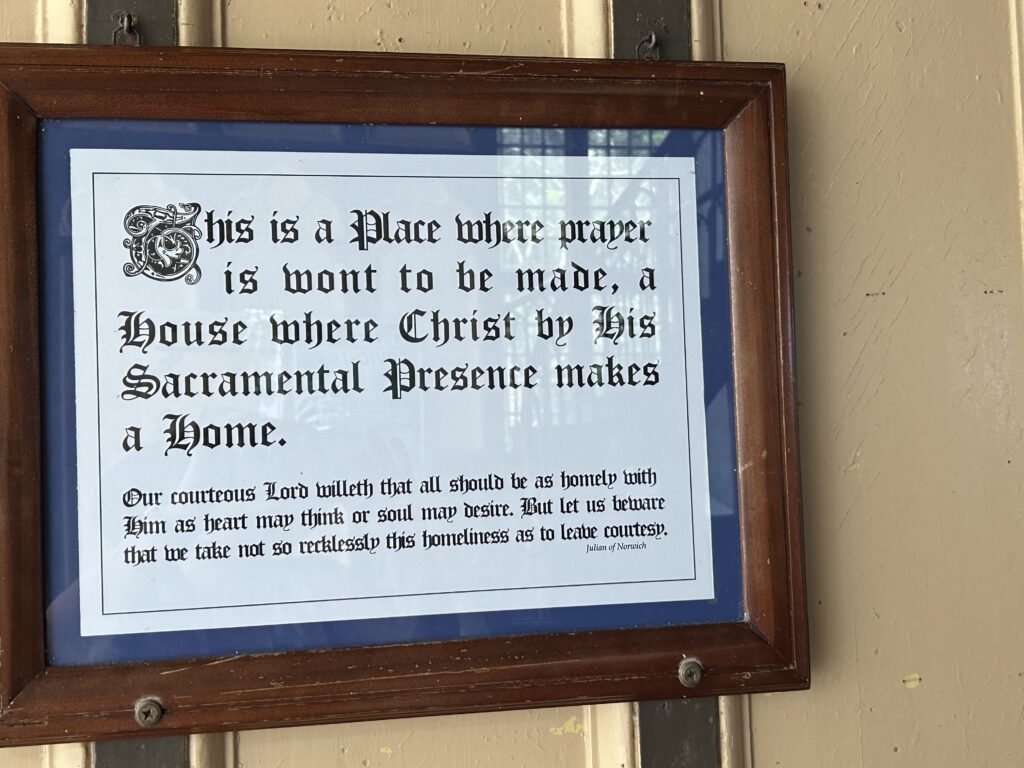 This is a Place where prayer
is wont to be made, a
House where Christ by His
Sacramental Presence makes
a Home.
Our courteous Lord willeth that all should be as homely with
Him as heart may think or soul may desire. But let us beware
that we take not so recklessly this homeliness as to leave courtesy.
Julian of Norwich